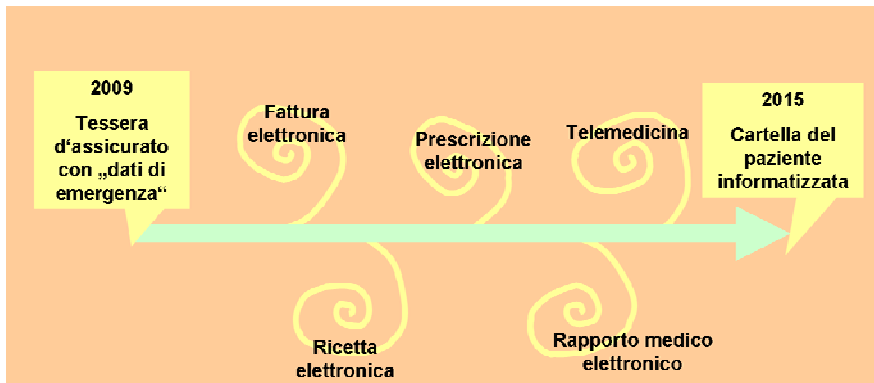 2009
Tessera
d‘assicurato
con „dati di
emergenza“
Fattura
elettronica
Prescrizione
elettronica
Telemedicina
2015
Cartella del
paziente
informatizzata
Ricetta
elettronica
Rapporto medico
elettronico